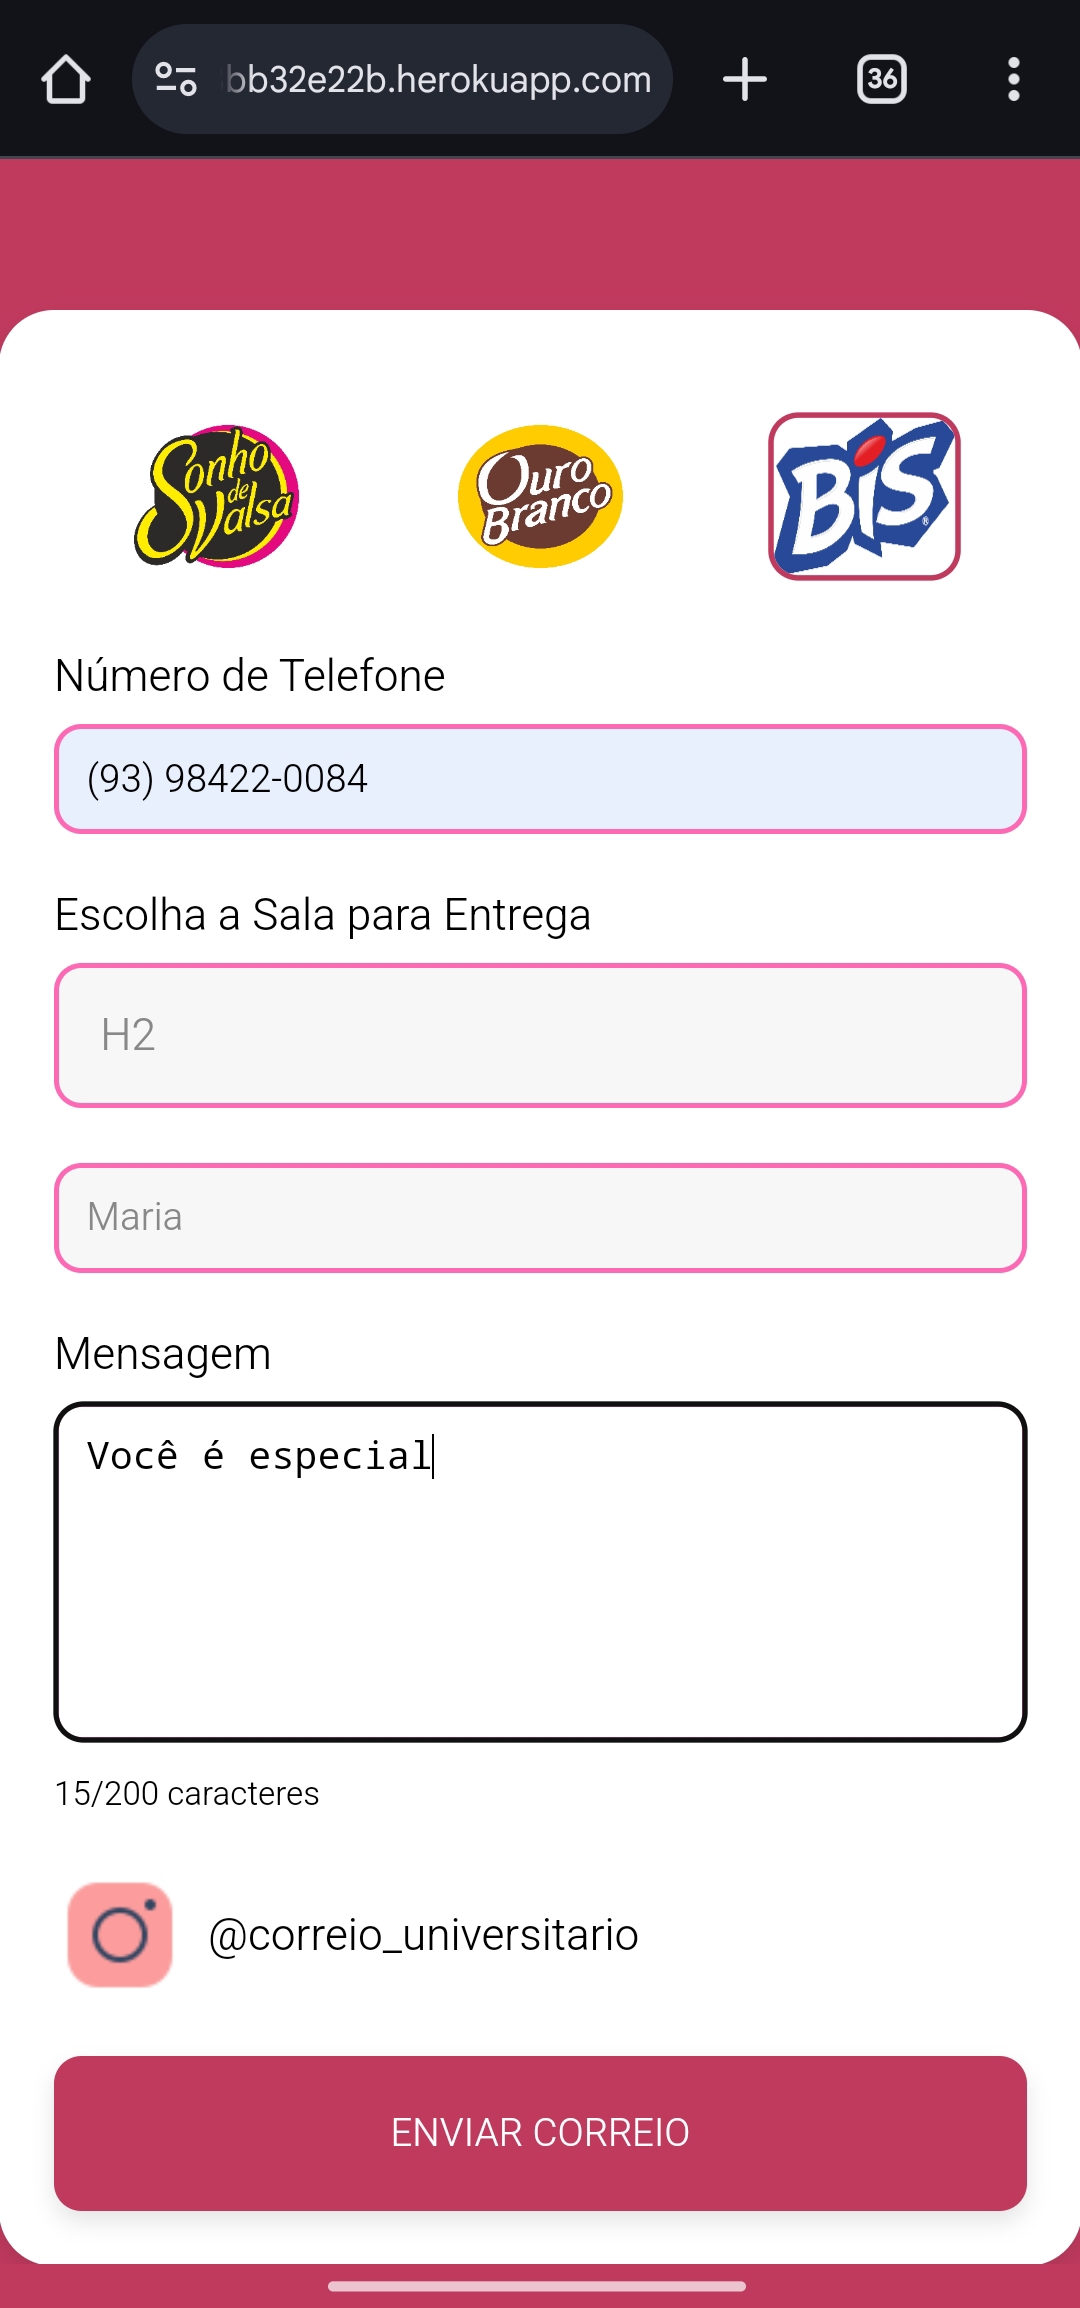 bb32e22b.herokuapp.com
36
Sonho de Valsa
Ouro Branco
BIS
Número de Telefone
(93) 98422-0084
Escolha a Sala para Entrega
H2
Maria
Mensagem
Você é especial
15/200 caracteres
@correio_universitario
ENVIAR CORREIO